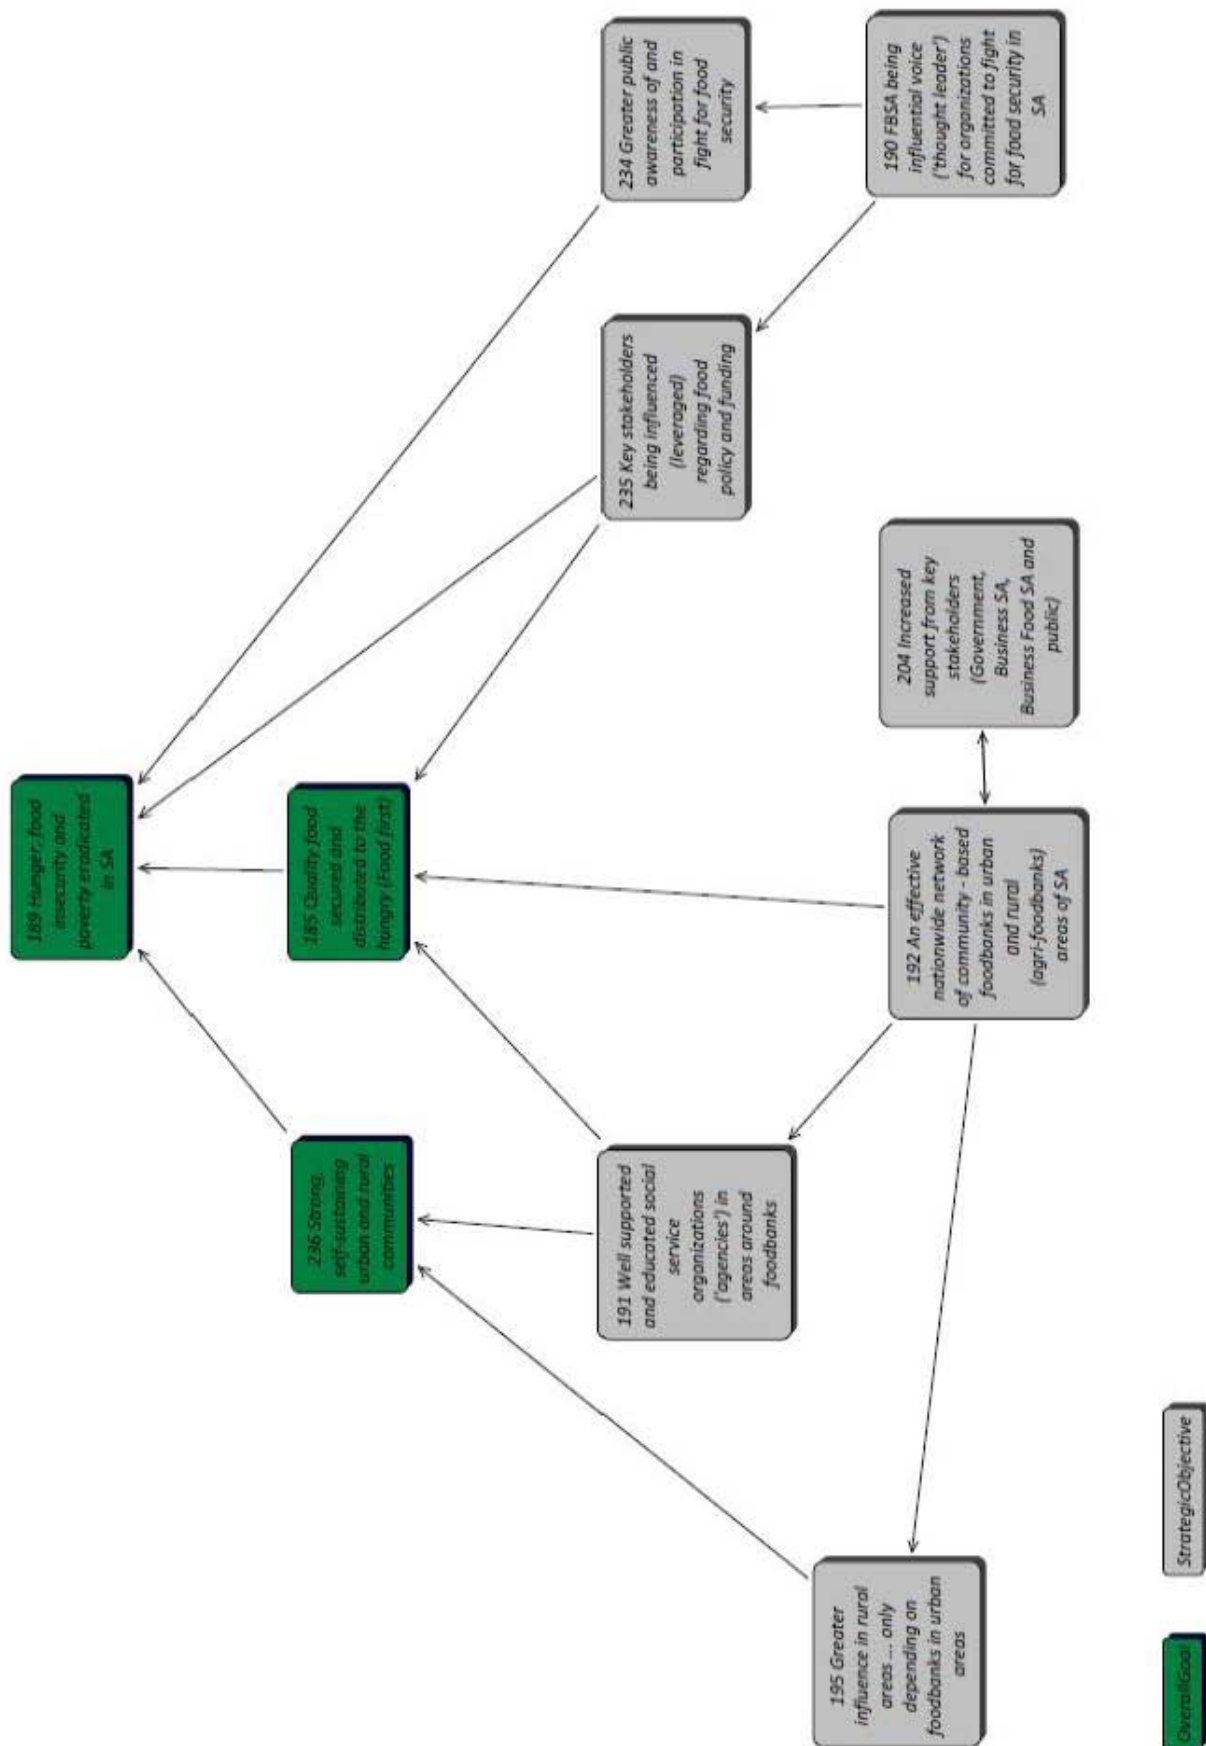 189 Hunger, food
insecurity and
poverty eradicated
in SA
236 Strong,
self-sustaining
urban and rural
communities
185 Quality food
secured and
distributed to the
hungry (Food first)
191 Well supported
and educated social
service
organizations
('agencies') in
areas around
foodbanks
235 Key stakeholders
being influenced
(leveraged)
regarding food
policy and funding
234 Greater public
awareness of and
participation in
fight for food
security
195 Greater
influence in rural
areas ... only
depending on
foodbanks in urban
areas
192 An effective
nationwide network
of community - based
foodbanks in urban
and rural
(agri-foodbanks)
areas of SA
204 Increased
support from key
stakeholders
(Government,
Business SA,
Business Food SA and
public)
190 FBSA being
influential voice
('thought leader')
for organizations
committed to fight
for food security in
SA
OverallGoal
StrategicObjective